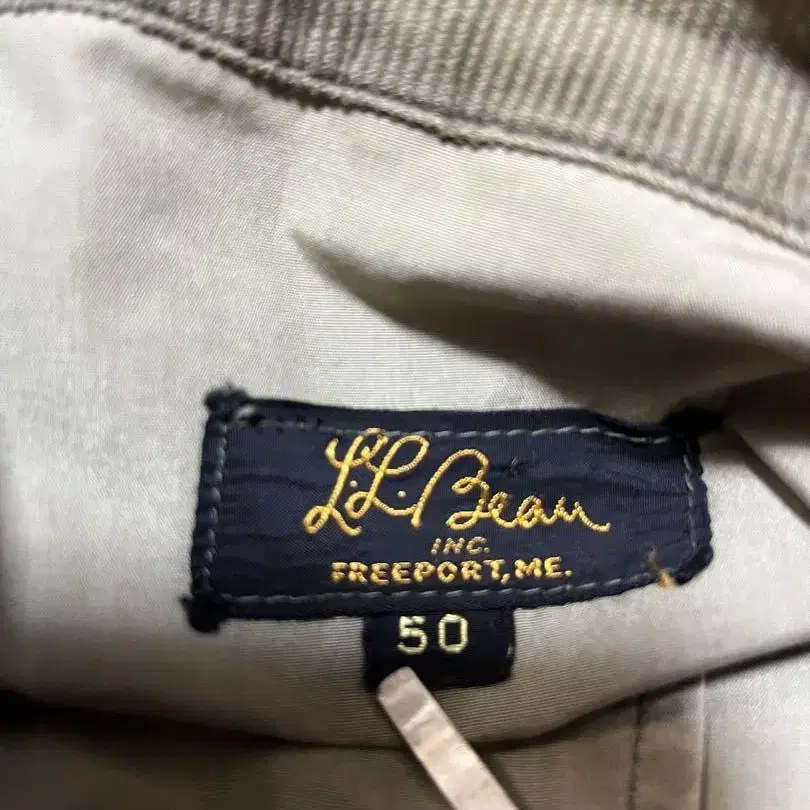 L.L. Bean
INC.
FREEPORT, ME.
50